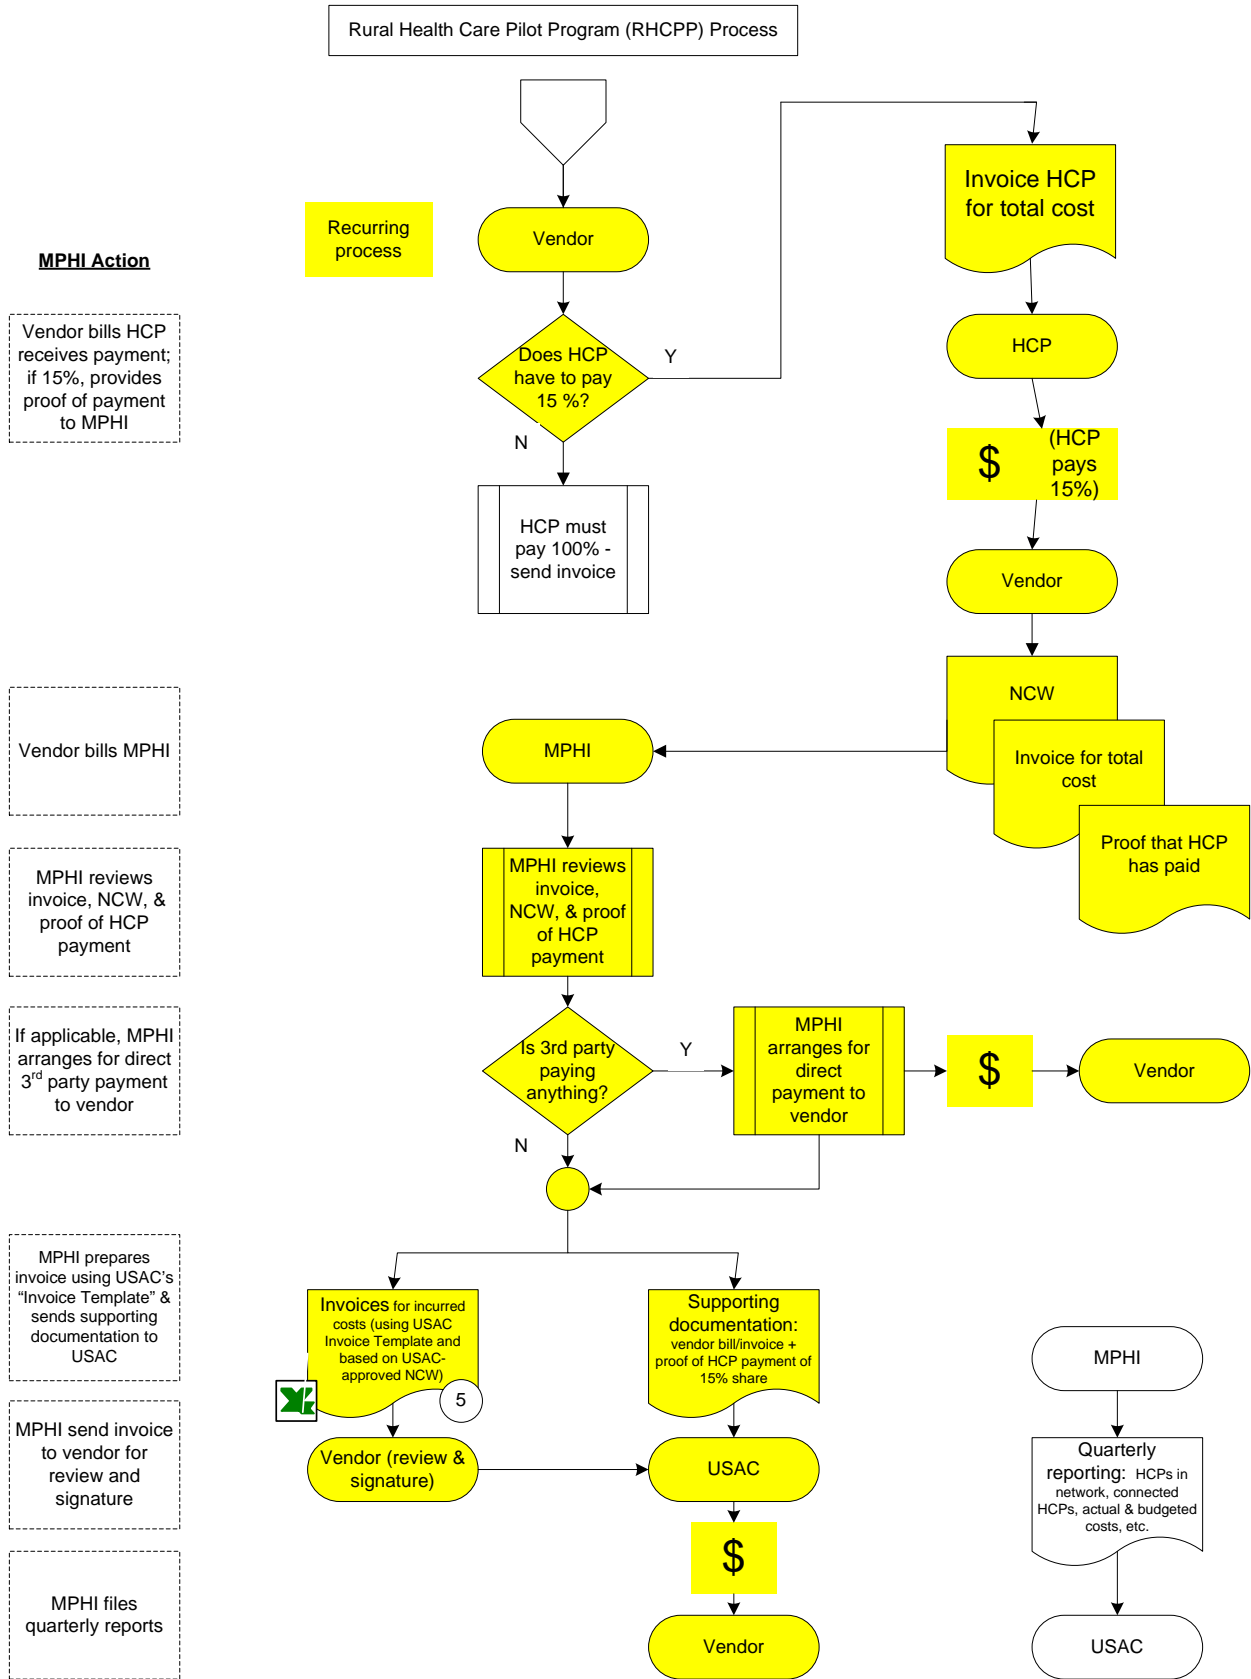 Rural Health Care Pilot Program (RHCPP) Process
Recurring
process
Vendor
Invoice HCP
for total cost
MPHI Action
Vendor bills HCP
receives payment;
if 15%, provides
proof of payment
to MPHI
Does HCP
have to pay
15 %?
Y
N
HCP
$
(HCP
pays
15%)
HCP must
pay 100% -
send invoice
Vendor
NCW
Vendor bills MPHI
MPHI
Invoice for total
cost
Proof that HCP
has paid
MPHI reviews
invoice, NCW, &
proof of HCP
payment
MPHI reviews
invoice,
NCW, & proof
of HCP
payment
If applicable, MPHI
arranges for direct
3rd party payment
to vendor
Is 3rd party
paying
anything?
Y
N
MPHI
arranges for
direct
payment to
vendor
$
Vendor
MPHI prepares
invoice using USAC’s
“Invoice Template” &
sends supporting
documentation to
USAC
Invoices for incurred
costs (using USAC
Invoice Template and
based on USAC-
approved NCW)
5
Supporting
documentation:
vendor bill/invoice +
proof of HCP payment of
15% share
MPHI
MPHI send invoice
to vendor for
review and
signature
Vendor (review &
signature)
USAC
Quarterly
reporting: HCPs in
network, connected
HCPs, actual & budgeted
costs, etc.
$
MPHI files
quarterly reports
Vendor
USAC